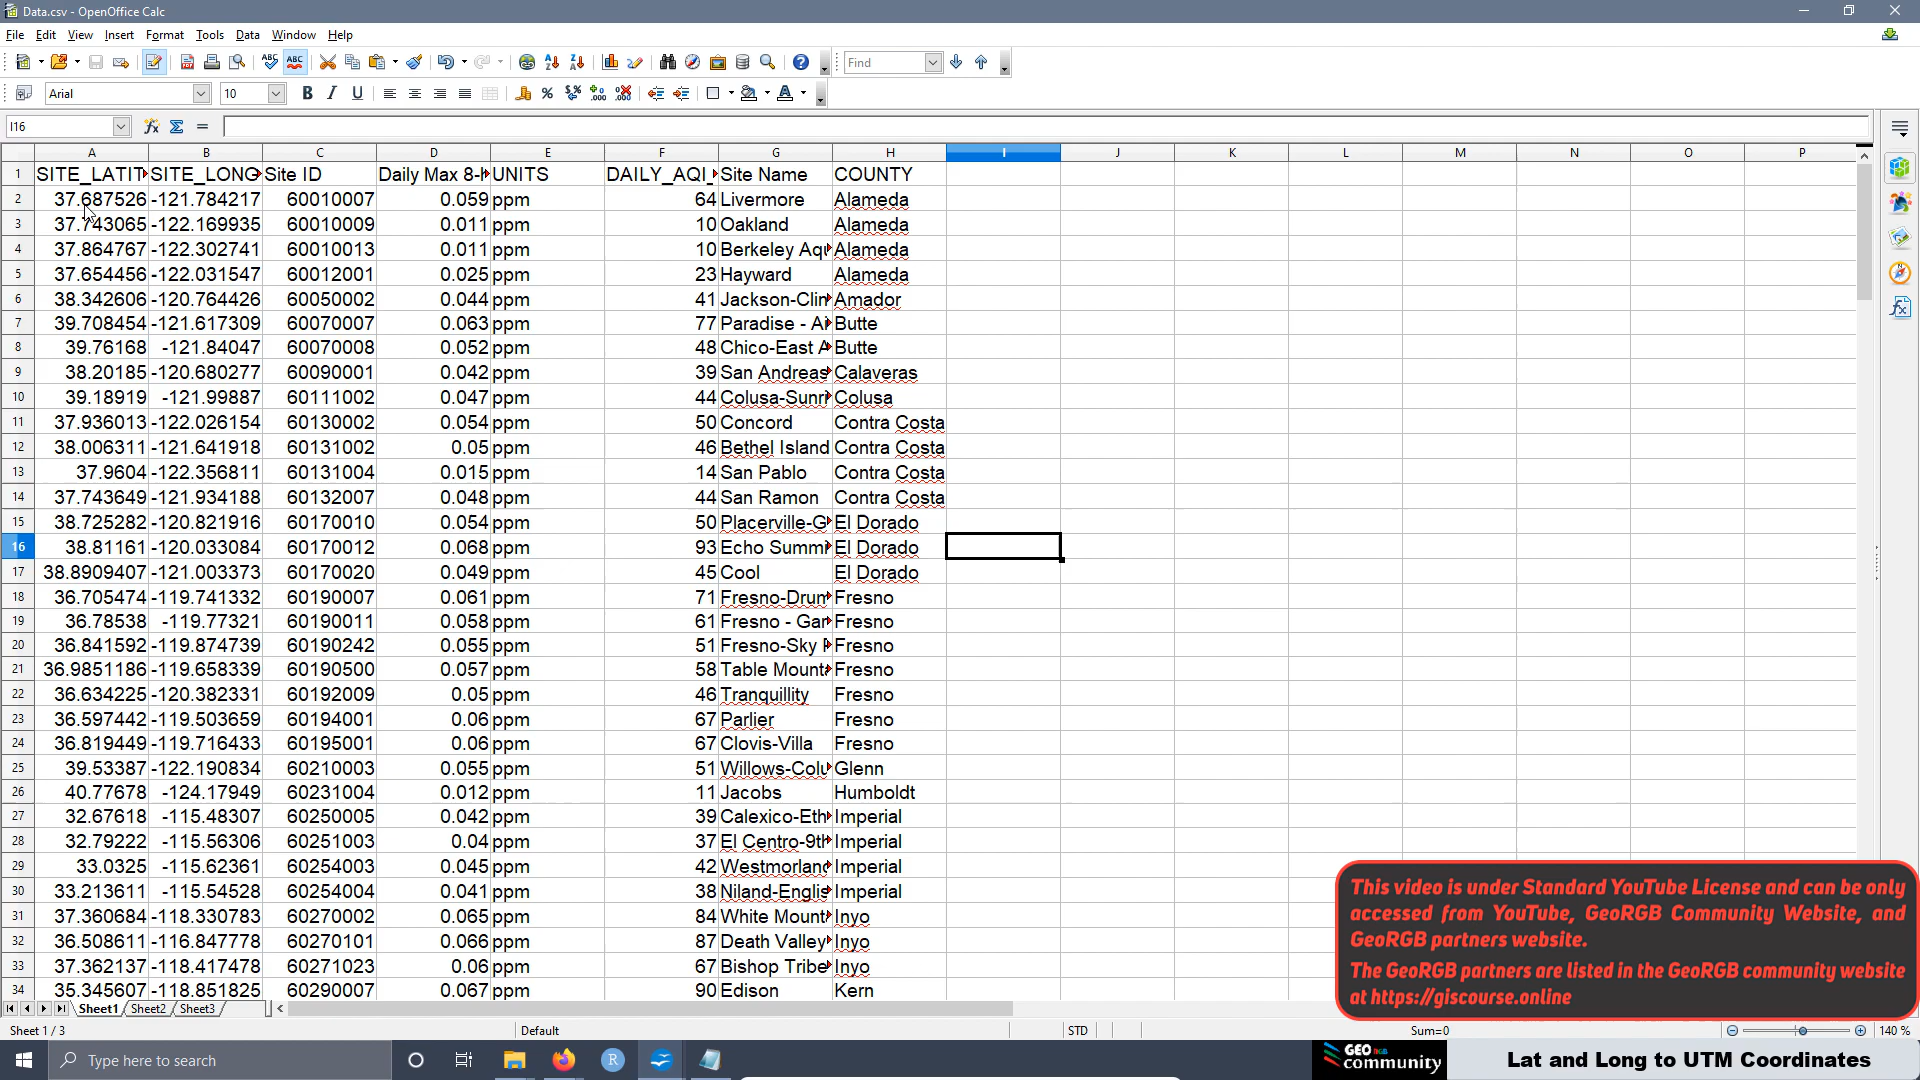 Data.csv - OpenOffice Calc
File Edit View Insert Format Tools Data Window Help
Find
Arial 10
I16
A B C D E F G H I J K L M N O P
1 SITE_LATIT SITE_LONG Site ID Daily Max 8-H UNITS DAILY_AQI_ Site Name COUNTY
2 37.687526 -121.784217 60010007 0.059 ppm 64 Livermore Alameda
3 37.743065 -122.169935 60010009 0.011 ppm 10 Oakland Alameda
4 37.864767 -122.302741 60010013 0.011 ppm 10 Berkeley Aqu Alameda
5 37.654456 -122.031547 60012001 0.025 ppm 23 Hayward Alameda
6 38.342606 -120.764426 60050002 0.044 ppm 41 Jackson-Clin Amador
7 39.708454 -121.617309 60070007 0.063 ppm 77 Paradise - Ai Butte
8 39.76168 -121.84047 60070008 0.052 ppm 48 Chico-East A Butte
9 38.20185 -120.680277 60090001 0.042 ppm 39 San Andreas Calaveras
10 39.18919 -121.99887 60111002 0.047 ppm 44 Colusa-Sunri Colusa
11 37.936013 -122.026154 60130002 0.054 ppm 50 Concord Contra Costa
12 38.006311 -121.641918 60131002 0.05 ppm 46 Bethel Island Contra Costa
13 37.9604 -122.356811 60131004 0.015 ppm 14 San Pablo Contra Costa
14 37.743649 -121.934188 60132007 0.048 ppm 44 San Ramon Contra Costa
15 38.725282 -120.821916 60170010 0.054 ppm 50 Placerville-G El Dorado
16 38.81161 -120.033084 60170012 0.068 ppm 93 Echo Summi El Dorado
17 38.8909407 -121.003373 60170020 0.049 ppm 45 Cool El Dorado
18 36.705474 -119.741332 60190007 0.061 ppm 71 Fresno-Drum Fresno
19 36.78538 -119.77321 60190011 0.058 ppm 61 Fresno - Gar Fresno
20 36.841592 -119.874739 60190242 0.055 ppm 51 Fresno-Sky P Fresno
21 36.9851186 -119.658339 60190500 0.057 ppm 58 Table Mount Fresno
22 36.634225 -120.382331 60192009 0.05 ppm 46 Tranquillity Fresno
23 36.597442 -119.503659 60194001 0.06 ppm 67 Parlier Fresno
24 36.819449 -119.716433 60195001 0.06 ppm 67 Clovis-Villa Fresno
25 39.53387 -122.190834 60210003 0.055 ppm 51 Willows-Colu Glenn
26 40.77678 -124.17949 60231004 0.012 ppm 11 Jacobs Humboldt
27 32.67618 -115.48307 60250005 0.042 ppm 39 Calexico-Eth Imperial
28 32.79222 -115.56306 60251003 0.04 ppm 37 El Centro-9th Imperial
29 33.0325 -115.62361 60254003 0.045 ppm 42 Westmorland Imperial
30 33.213611 -115.54528 60254004 0.041 ppm 38 Niland-Englis Imperial
31 37.360684 -118.330783 60270002 0.065 ppm 84 White Mount Inyo
32 36.508611 -116.847778 60270101 0.066 ppm 87 Death Valley Inyo
33 37.362137 -118.417478 60271023 0.06 ppm 67 Bishop Tribe Inyo
34 35.345607 -118.851825 60290007 0.067 ppm 90 Edison Kern
This video is under Standard YouTube License and can be only
accessed from YouTube, GeoRGB Community Website, and
GeoRGB partners website.
The GeoRGB partners are listed in the GeoRGB community website
at https://giscourse.online
Sheet1 Sheet2 Sheet3
Sheet 1 / 3 Default STD Sum=0 140 %
Type here to search
GEO RGB
community
Lat and Long to UTM Coordinates